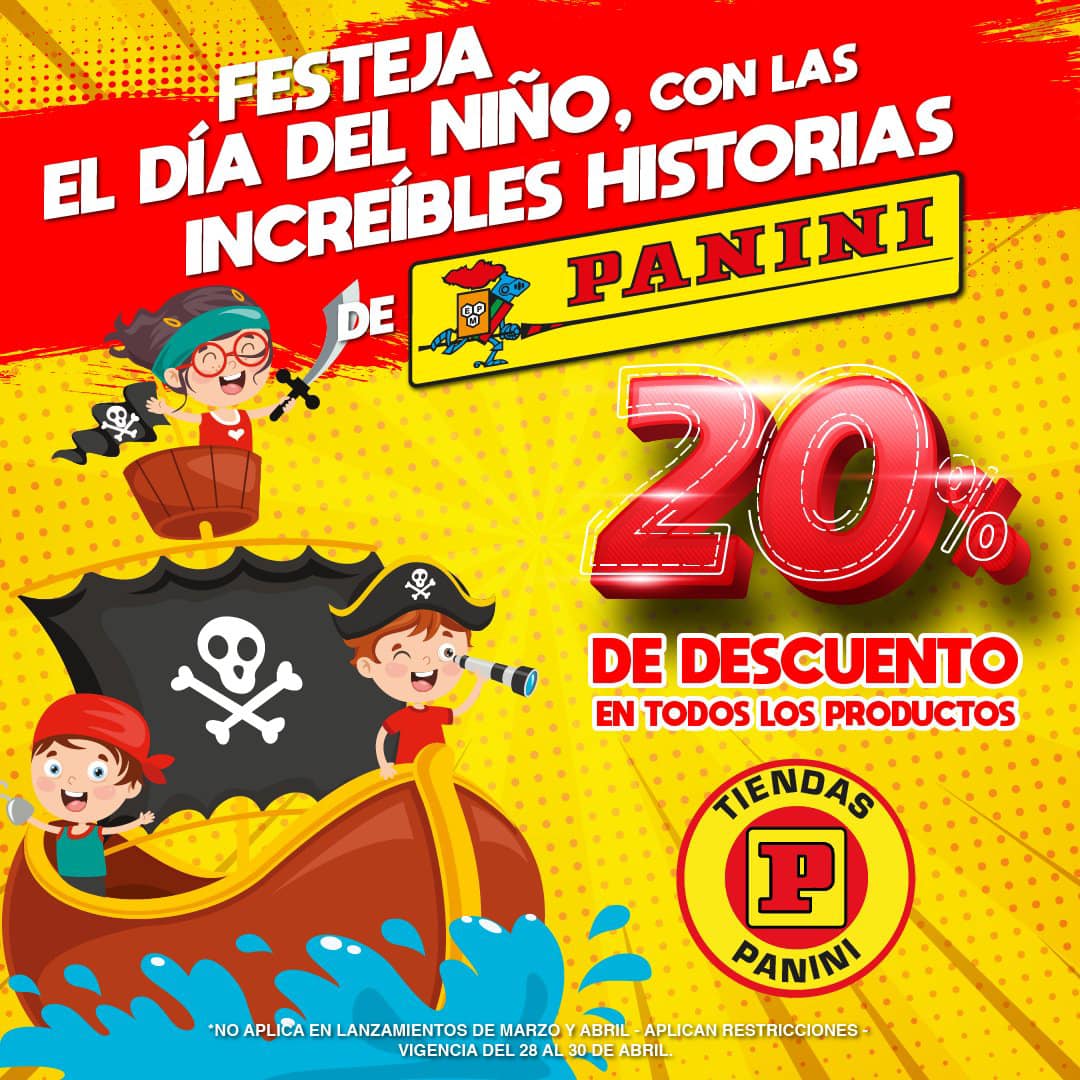 FESTEJA
EL DÍA DEL NIÑO, CON LAS
INCREÍBLES HISTORIAS
DE PANINI
EPM
20%
DE DESCUENTO
EN TODOS LOS PRODUCTOS
TIENDAS
P
PANINI
*NO APLICA EN LANZAMIENTOS DE MARZO Y ABRIL - APLICAN RESTRICCIONES -
VIGENCIA DEL 28 AL 30 DE ABRIL.